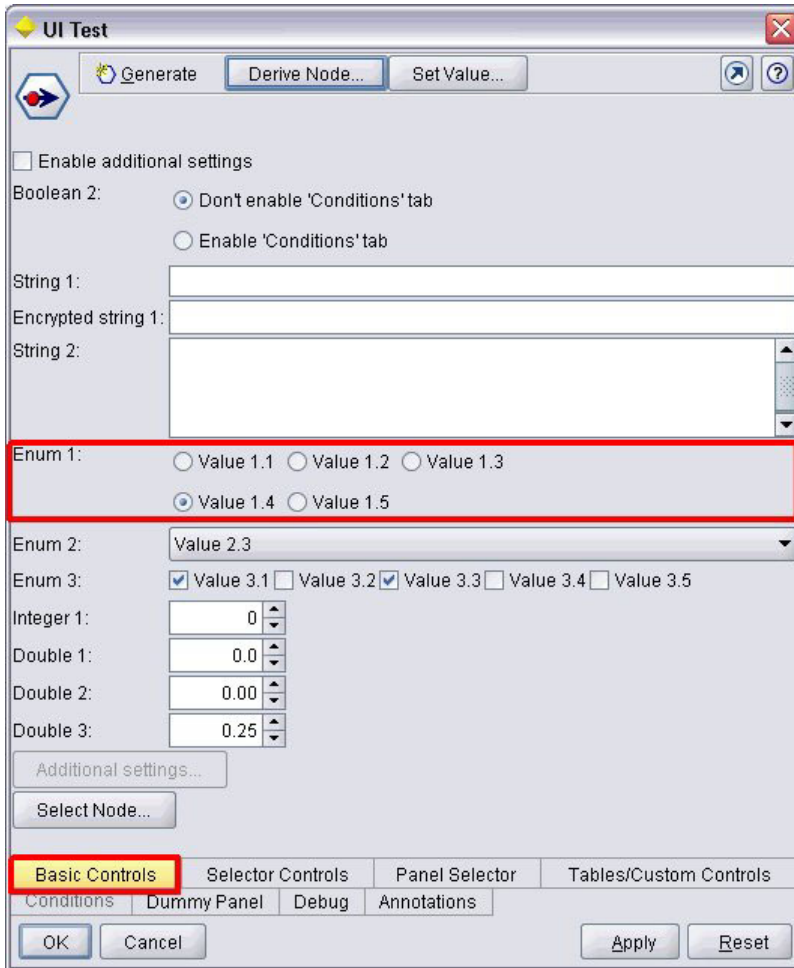 UI Test
Generate Derive Node... Set Value...
Enable additional settings
Boolean 2: Don't enable 'Conditions' tab
Enable 'Conditions' tab
String 1:
Encrypted string 1:
String 2:
Enum 1: Value 1.1 Value 1.2 Value 1.3
Value 1.4 Value 1.5
Enum 2: Value 2.3
Enum 3: Value 3.1 Value 3.2 Value 3.3 Value 3.4 Value 3.5
Integer 1: 0
Double 1: 0.0
Double 2: 0.00
Double 3: 0.25
Additional settings...
Select Node...
Basic Controls Selector Controls Panel Selector Tables/Custom Controls
Conditions Dummy Panel Debug Annotations
OK Cancel Apply Reset